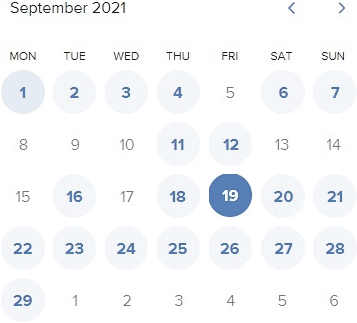 September 2021
MON TUE WED THU FRI SAT SUN
1 2 3 4 5 6 7
8 9 10 11 12 13 14
15 16 17 18 19 20 21
22 23 24 25 26 27 28
29 1 2 3 4 5 6